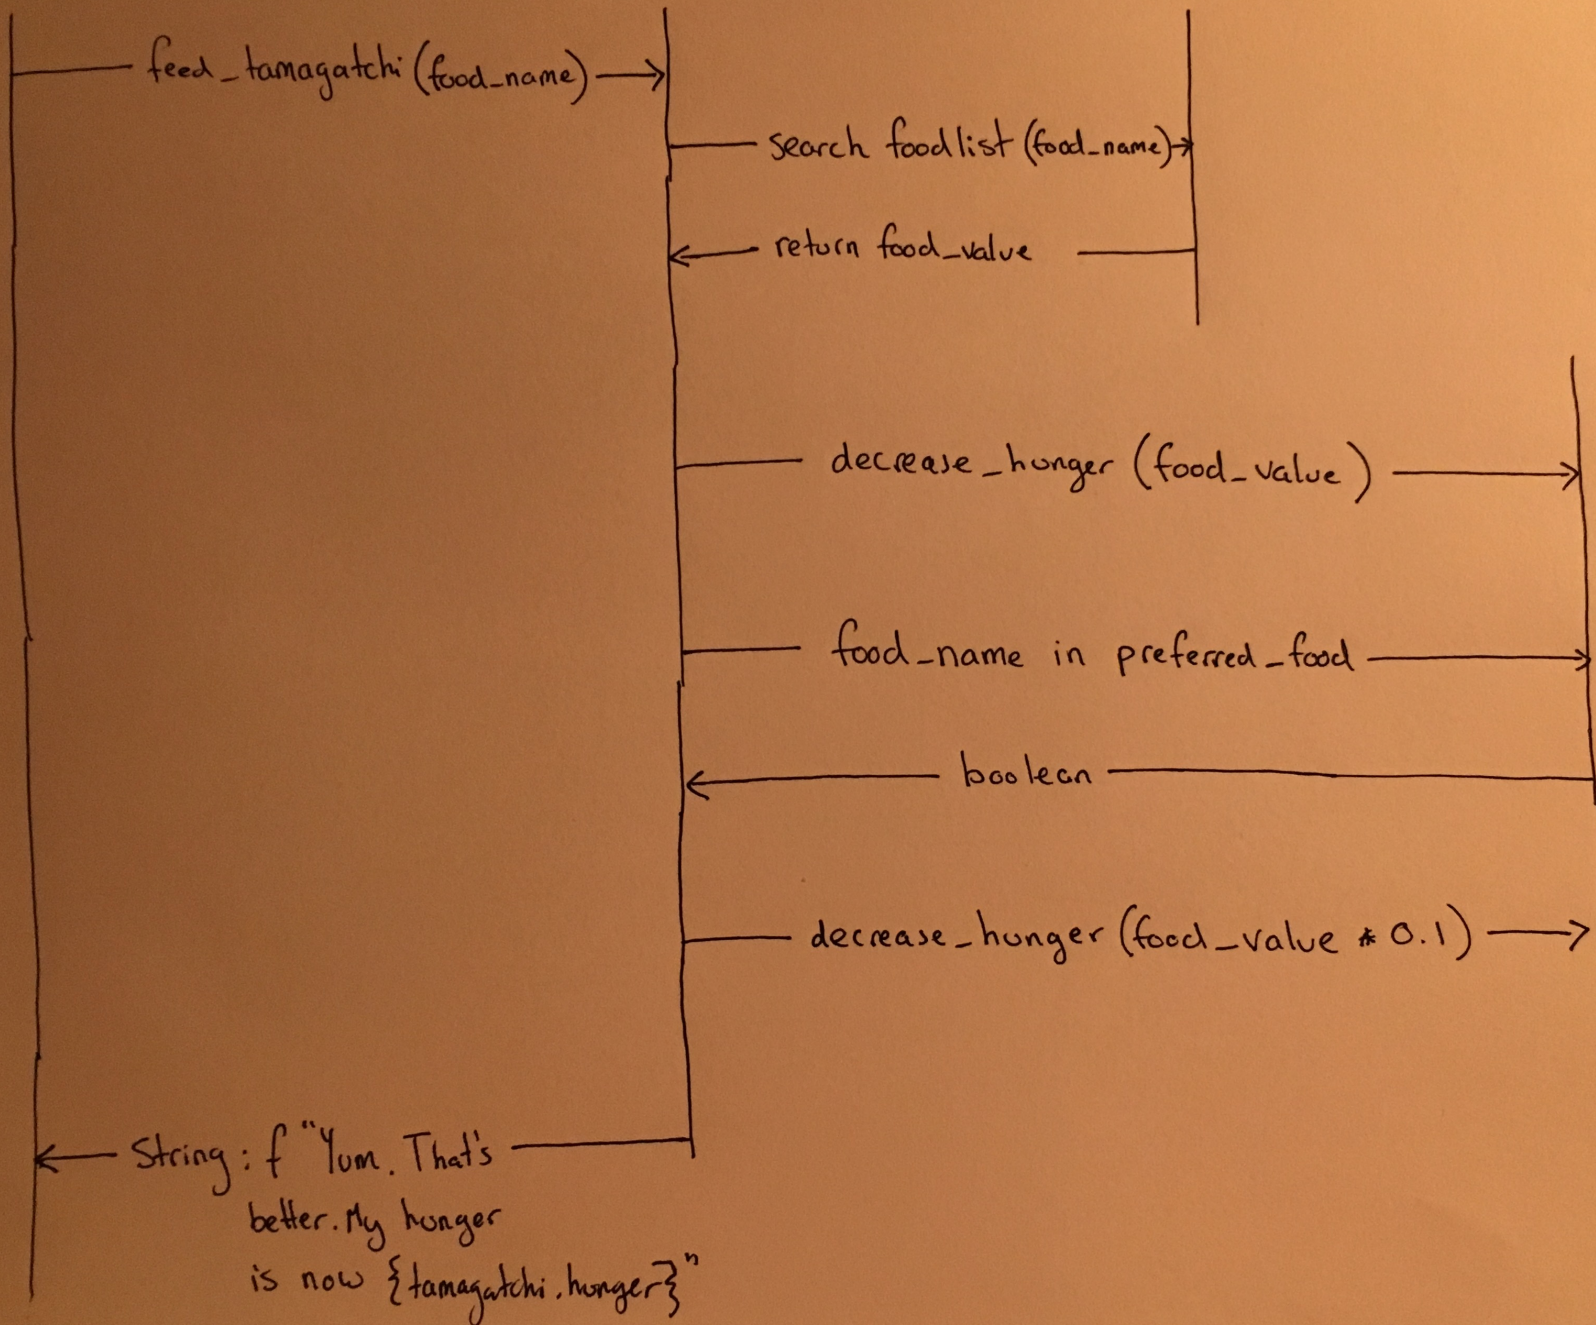 feed_tamagatchi (food_name)
search foodlist (food_name)
return food_value
decrease_hunger (food_value)
food_name in preferred_food
boolean
decrease_hunger (food_value * 0.1)
String: f "Yum. That's
better. My hunger
is now {tamagatchi.hunger}"